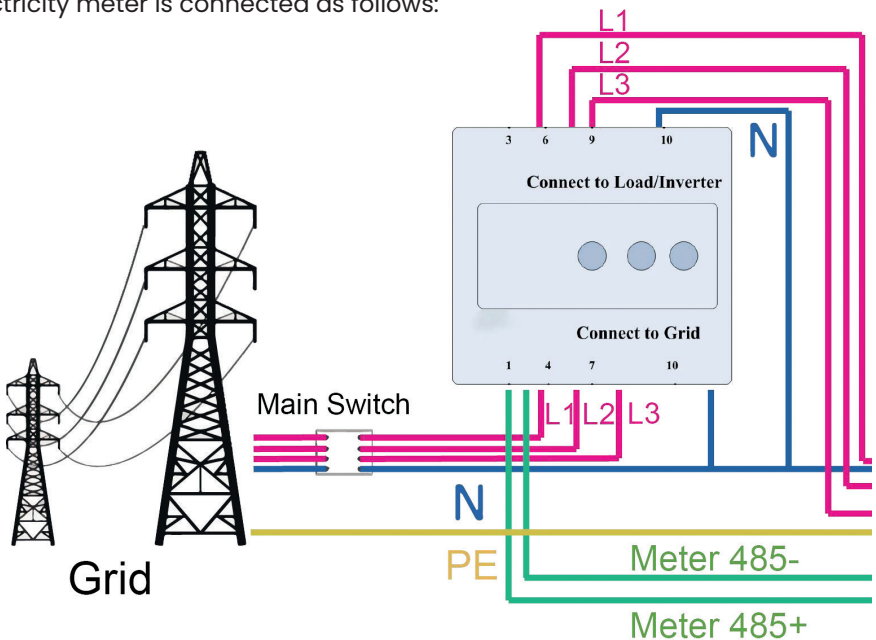 ctricity meter is connected as follows:
L1
L2
L3
N
3 6 9 10
Connect to Load/Inverter
Connect to Grid
1 4 7 10
Main Switch
L1 L2 L3
N
PE
Grid
Meter 485-
Meter 485+